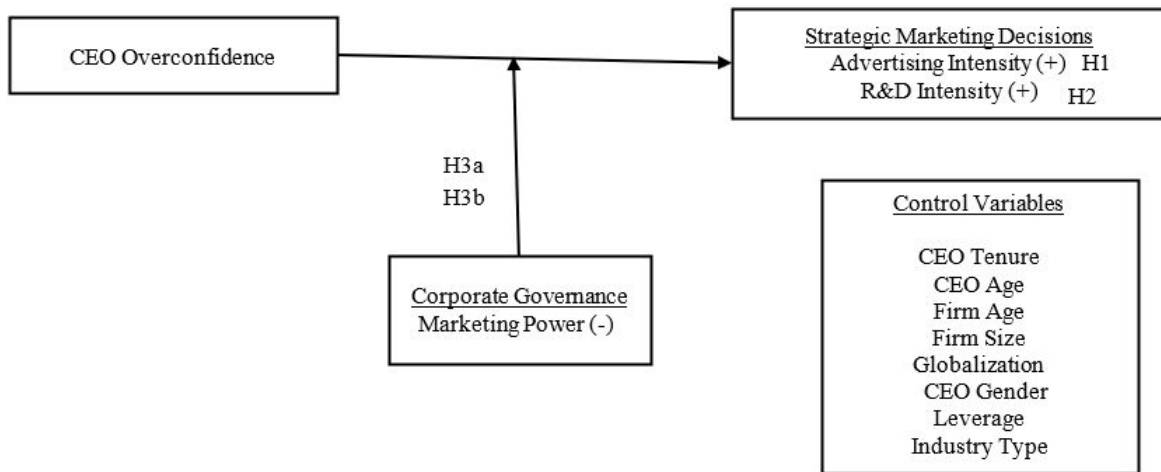 CEO Overconfidence
Strategic Marketing Decisions
Advertising Intensity (+) H1
R&D Intensity (+) H2
H3a
H3b
Corporate Governance
Marketing Power (-)
Control Variables
CEO Tenure
CEO Age
Firm Age
Firm Size
Globalization
CEO Gender
Leverage
Industry Type